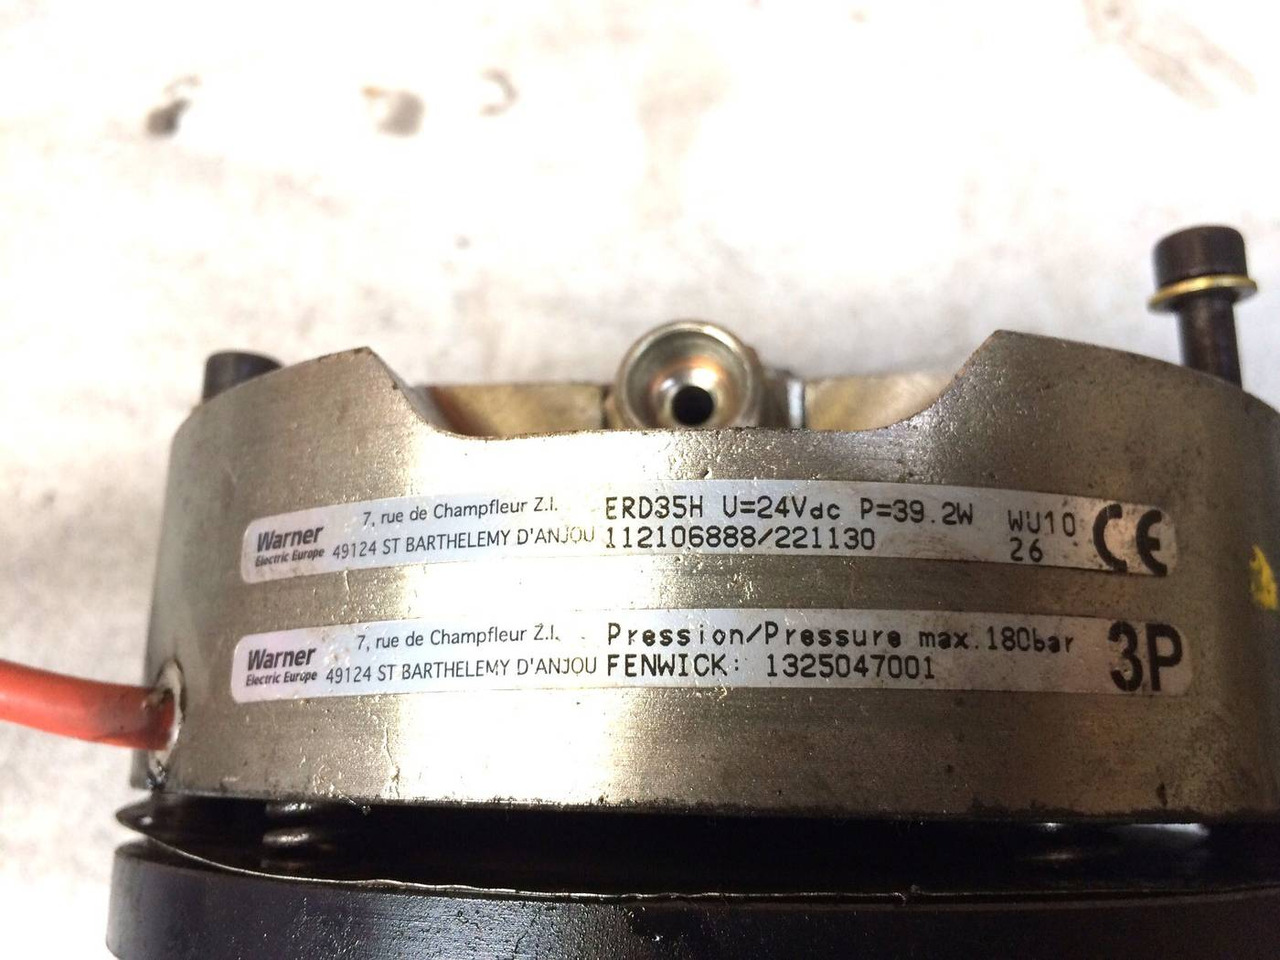 Warner
Electric Europe
7, rue de Champfleur Z.I.
49124 ST BARTHELEMY D'ANJOU
ERD35H U=24Vdc P=39.2W
112106888/221130
WU10
26
CE
Warner
Electric Europe
7, rue de Champfleur Z.I.
49124 ST BARTHELEMY D'ANJOU
Pression/Pressure max.180bar
FENWICK: 1325047001
3P